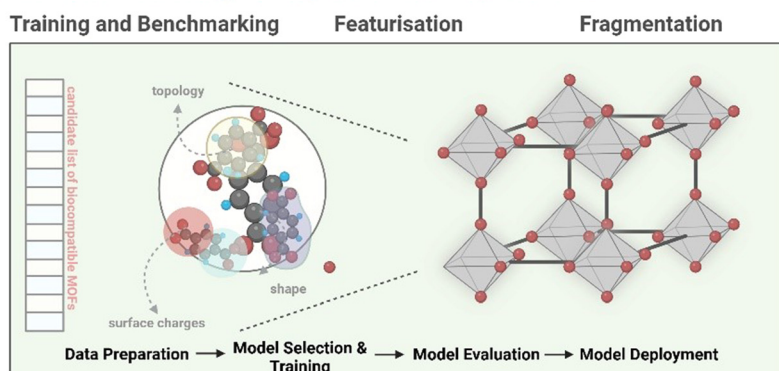 Training and Benchmarking
Featurisation
Fragmentation
candidate list of biocompatible MOFs
topology
shape
surface charges
Data Preparation
Model Selection &
Training
Model Evaluation
Model Deployment